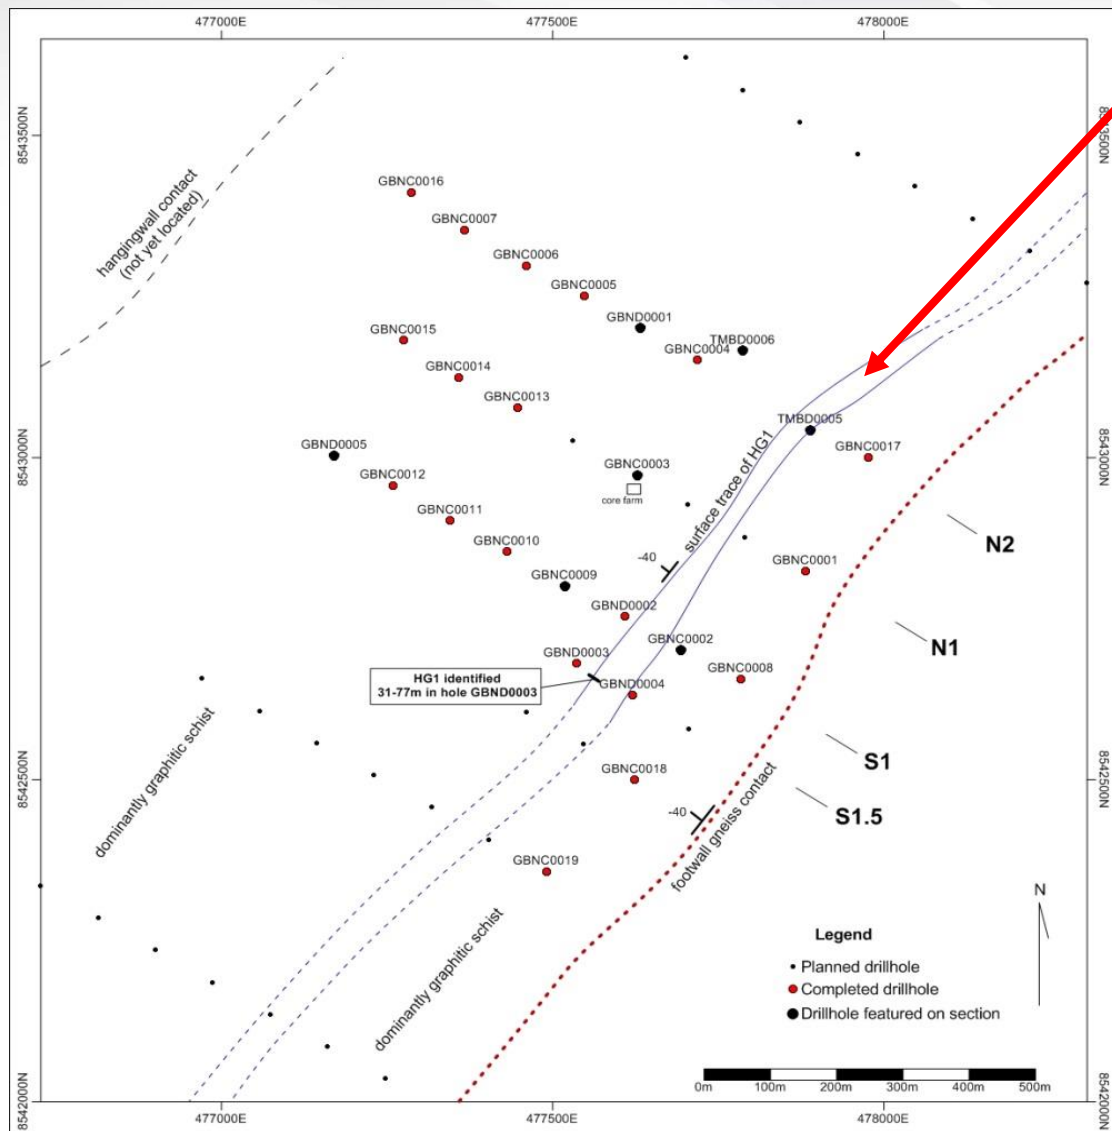 477000E
477500E
478000E
8543500N
8543500N
hangingwall contact
(not yet located)
GBNC0016
GBNC0007
GBNC0006
GBNC0005
GBND0001
TMBD0006
GBNC0004
GBNC0015
GBNC0014
GBNC0013
TMBD0005
GBNC0017
8543000N
8543000N
GBND0005
GBNC0012
GBNC0003
core farm
surface trace of HG1
GBNC0011
GBNC0010
-40
GBNC0009
GBNC0001
N2
GBND0002
GBNC0002
N1
GBND0003
GBNC0008
HG1 identified
31-77m in hole GBND0003
GBND0004
dominantly graphitic schist
S1
GBNC0018
8542500N
8542500N
S1.5
-40
footwall gneiss contact
GBNC0019
dominantly graphitic schist
N
Legend
Planned drillhole
Completed drillhole
Drillhole featured on section
0m
100m
200m
300m
400m
500m
8542000N
8542000N
477000E
477500E
478000E